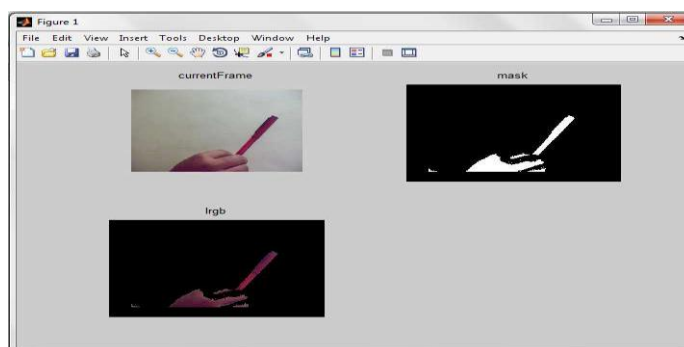 Figure 1
File Edit View Insert Tools Desktop Window Help
currentFrame
mask
Irgb